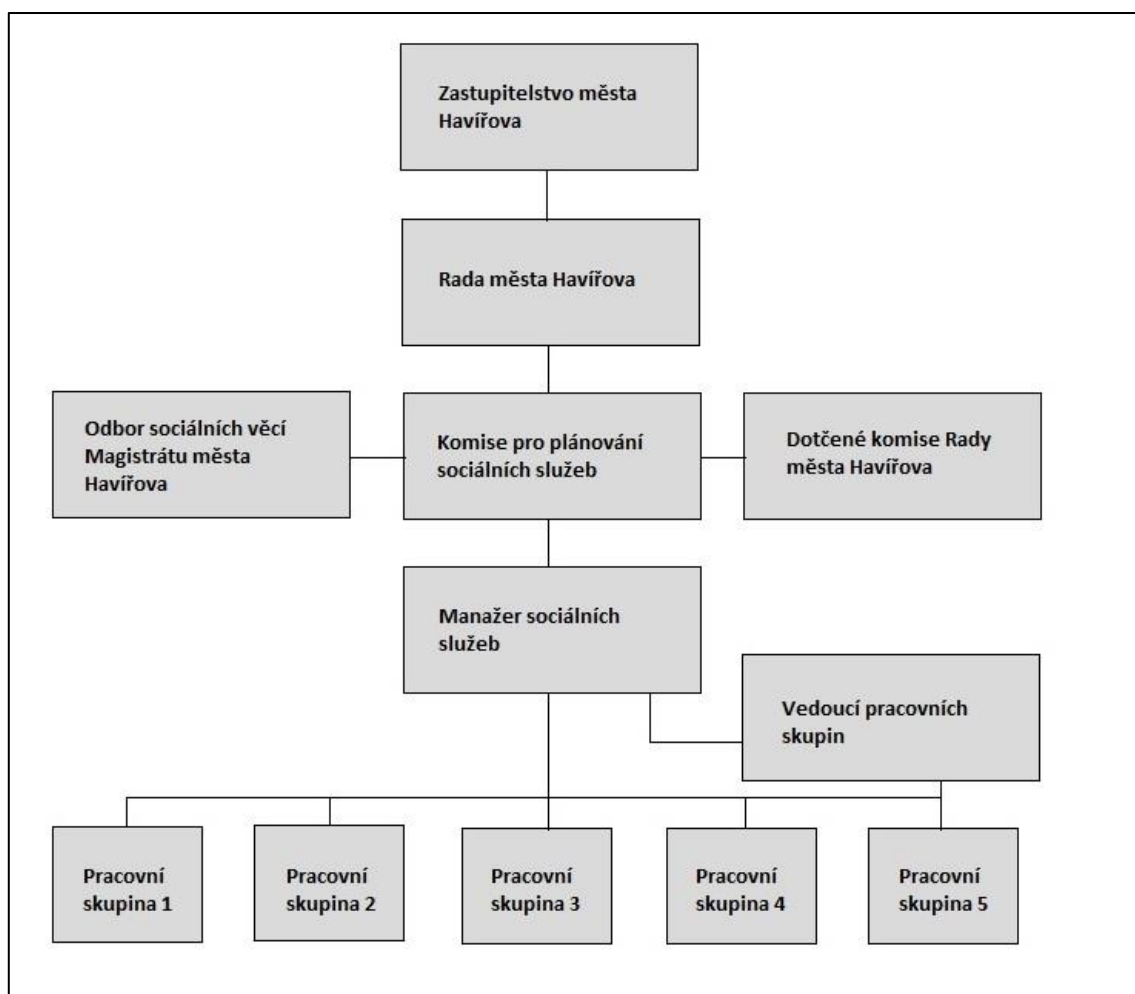 Zastupitelstvo města
Havířova
Rada města Havířova
Odbor sociálních věcí
Magistrátu města
Havířova
Komise pro plánování
sociálních služeb
Dotčené komise Rady
města Havířova
Manažer sociálních
služeb
Vedoucí pracovních
skupin
Pracovní
skupina 1
Pracovní
skupina 2
Pracovní
skupina 3
Pracovní
skupina 4
Pracovní
skupina 5